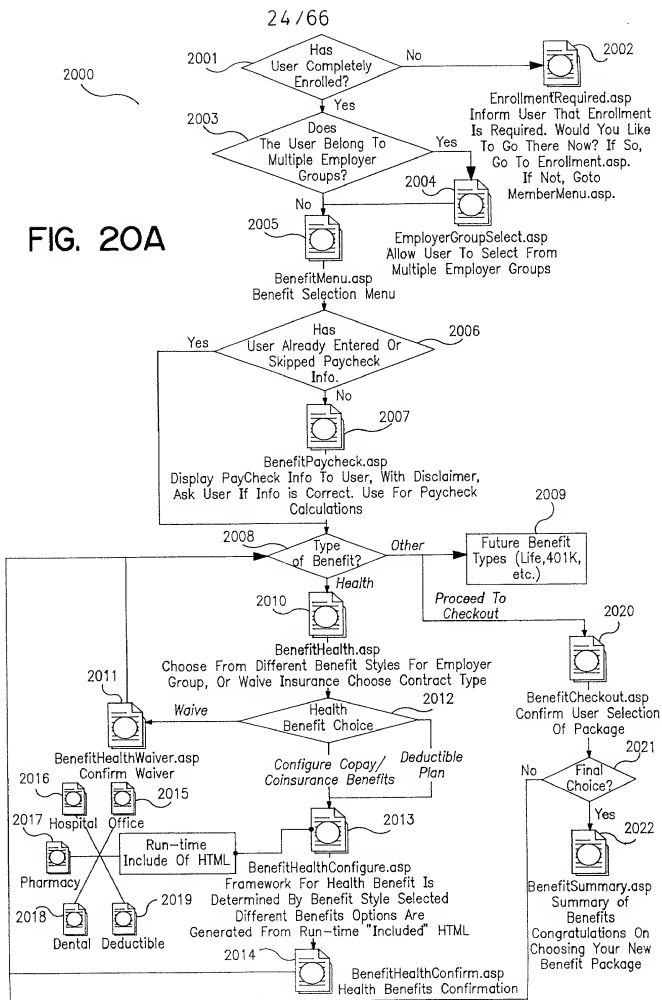 24/66
2000
FIG. 20A
2001
Has
User Completely
Enrolled?
No
2002
EnrollmentRequired.asp
Inform User That Enrollment
Is Required. Would You Like
To Go There Now? If So,
Go To Enrollment.asp.
If Not, Goto
MemberMenu.asp.
Yes
2003
Does
The User Belong To
Multiple Employer
Groups?
Yes
2004
EmployerGroupSelect.asp
Allow User To Select From
Multiple Employer Groups
No
2005
BenefitMenu.asp
Benefit Selection Menu
2006
Has
User Already Entered Or
Skipped Paycheck
Info.
Yes
No
2007
BenefitPaycheck.asp
Display PayCheck Info To User, With Disclaimer,
Ask User If Info is Correct. Use For Paycheck
Calculations
2008
Type
of Benefit?
Other
2009
Future Benefit
Types (Life,401K,
etc.)
Health
Proceed To
Checkout
2010
BenefitHealth.asp
Choose From Different Benefit Styles For Employer
Group, Or Waive Insurance Choose Contract Type
2020
BenefitCheckout.asp
Confirm User Selection
Of Package
2011
Waive
2012
Health
Benefit Choice
BenefitHealthWaiver.asp
Confirm Waiver
Configure Copay/
Coinsurance Benefits
Deductible
Plan
2021
No
Final
Choice?
Yes
2022
BenefitSummary.asp
Summary of
Benefits
Congratulations On
Choosing Your New
Benefit Package
2016
Hospital
2015
Office
2017
Pharmacy
Run-time
Include Of HTML
2013
BenefitHealthConfigure.asp
Framework For Health Benefit Is
Determined By Benefit Style Selected
Different Benefits Options Are
Generated From Run-time "Included" HTML
2018
Dental
2019
Deductible
2014
BenefitHealthConfirm.asp
Health Benefits Confirmation